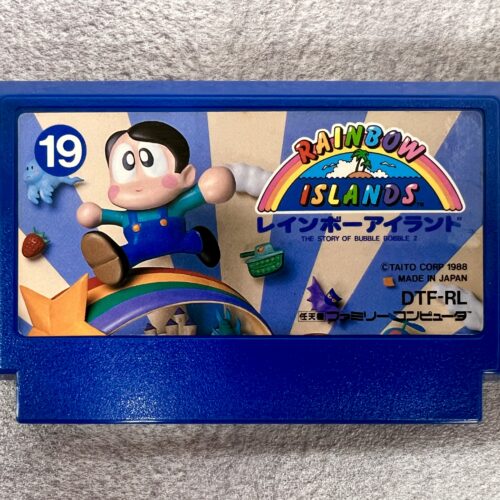 19
RAINBOW
ISLANDS
TM
レインボーアイランド
THE STORY OF BUBBLE BOBBLE 2
©TAITO CORP 1988
MADE IN JAPAN
DTF-RL
任天堂 ファミリーコンピュータ